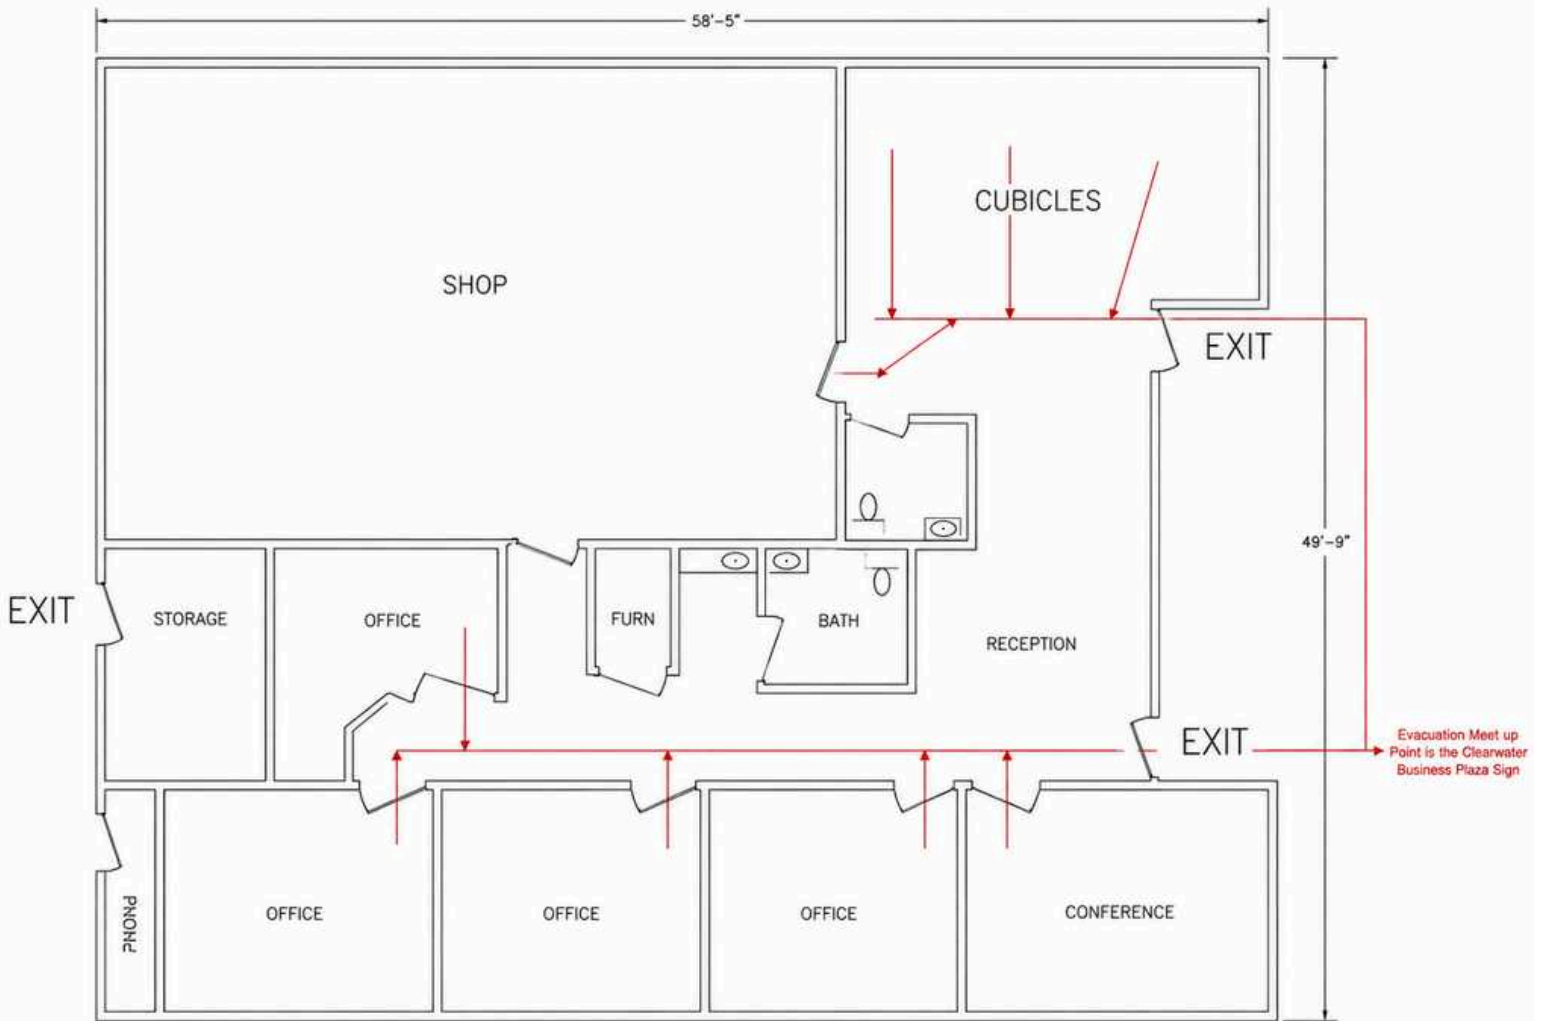 58'-5"
CUBICLES
SHOP
EXIT
49'-9"
EXIT
STORAGE
OFFICE
FURN
BATH
RECEPTION
EXIT
Evacuation Meet up
Point is the Clearwater
Business Plaza Sign
OFFICE
OFFICE
OFFICE
CONFERENCE